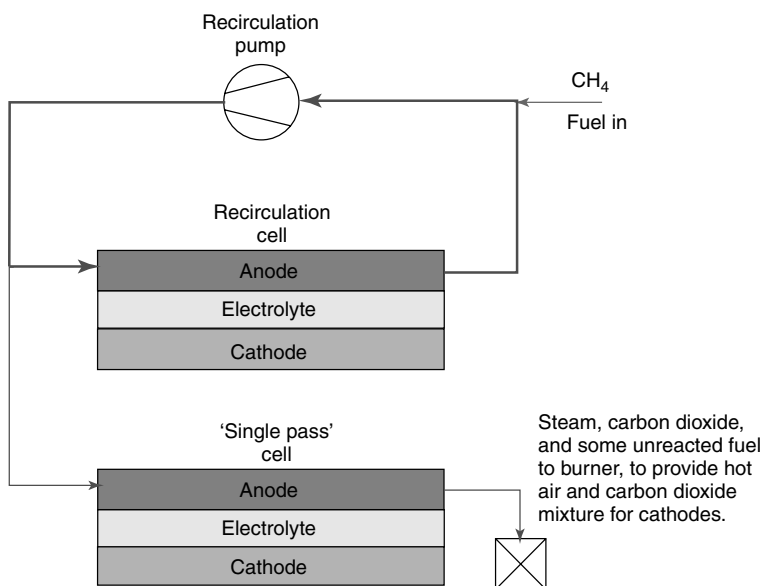 Recirculation
pump
CH₄
Fuel in
Recirculation
cell
Anode
Electrolyte
Cathode
‘Single pass’
cell
Anode
Electrolyte
Cathode
Steam, carbon dioxide,
and some unreacted fuel
to burner, to provide hot
air and carbon dioxide
mixture for cathodes.